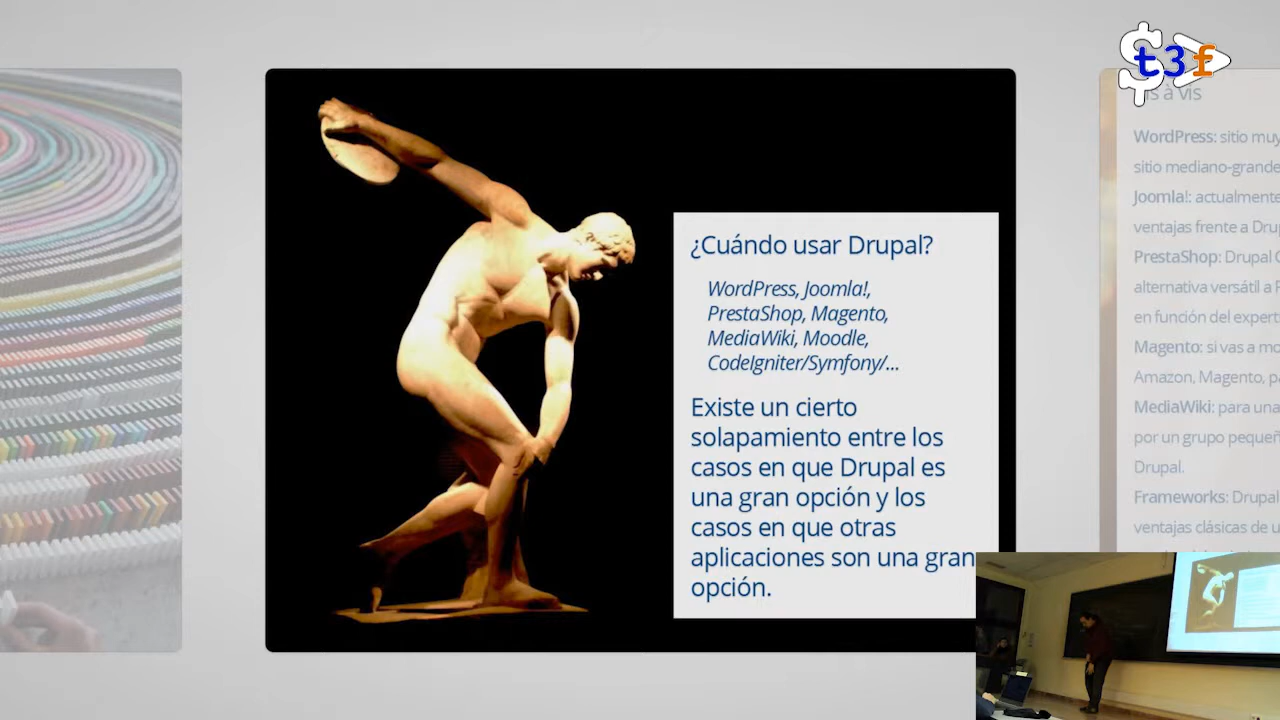 t3f
¿Cuándo usar Drupal?
WordPress, Joomla!,
PrestaShop, Magento,
MediaWiki, Moodle,
CodeIgniter/Symfony/...
Existe un cierto
solapamiento entre los
casos en que Drupal es
una gran opción y los
casos en que otras
aplicaciones son una gran
opción.
à vis
WordPress: sitio muy
sitio mediano-grande
Joomla!: actualmente
ventajas frente a Dru
PrestaShop: Drupal
alternativa versátil a
en función del expert
Magento: si vas a mo
Amazon, Magento, p
MediaWiki: para una
por un grupo pequeñ
Drupal.
Frameworks: Drupal
ventajas clásicas de u